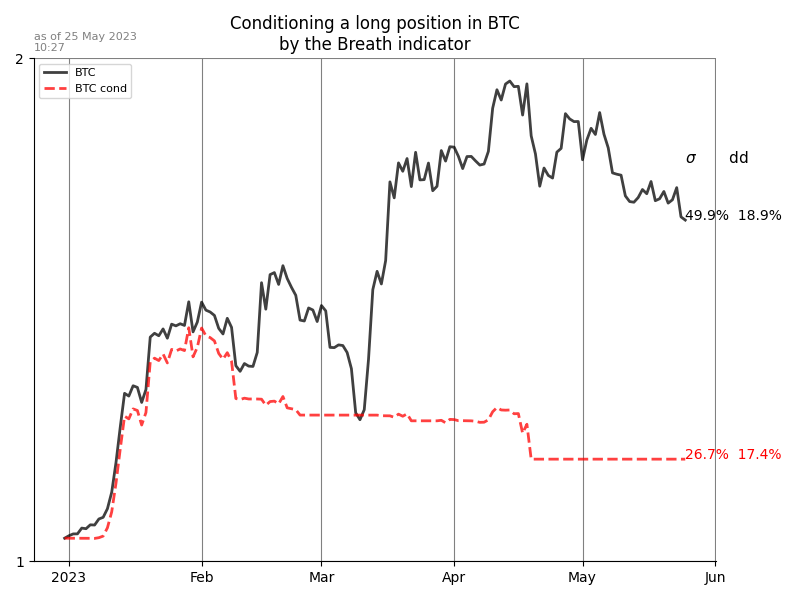 Conditioning a long position in BTC
by the Breath indicator
as of 25 May 2023
10:27
2
BTC
BTC cond
σ dd
49.9% 18.9%
26.7% 17.4%
1
2023 Feb Mar Apr May Jun